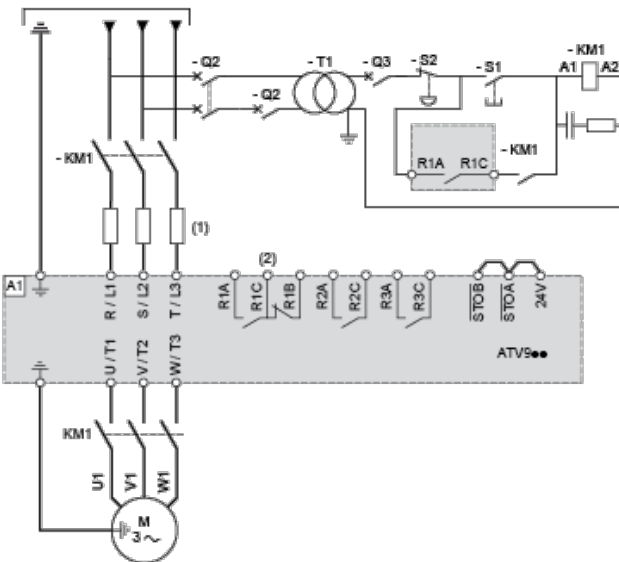 - Q2
- T1
- Q3
- S2
- S1
- KM1
A1
A2
- Q2
- KM1
R1A
R1C
- KM1
(1)
(2)
A1
R / L1
S / L2
T / L3
R1A
R1C
R1B
R2A
R2C
R3A
R3C
STOB
STOA
24V
U / T1
V / T2
W / T3
ATV9●●
KM1
U1
V1
W1
M
3 ~